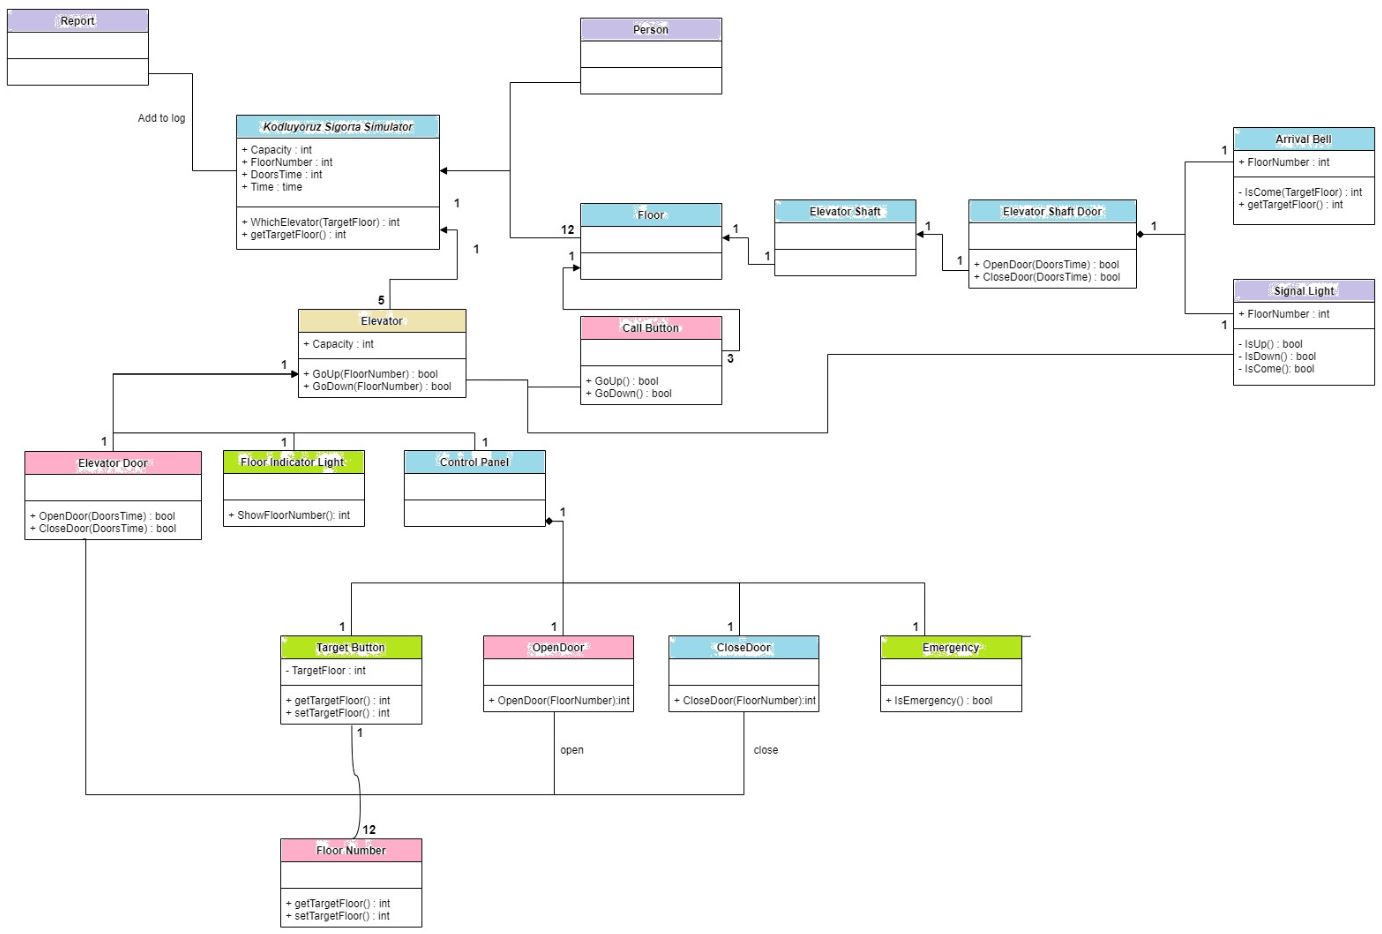 Report
Person
Add to log
Kodluyoruz Sigorta Simulator
+ Capacity : int
+ FloorNumber : int
+ DoorsTime : int
+ Time : time
+ WhichElevator(TargetFloor) : int
+ getTargetFloor() : int
1
1
5
12
Floor
1
1
1
Elevator Shaft
1
1
Elevator Shaft Door
+ OpenDoor(DoorsTime) : bool
+ CloseDoor(DoorsTime) : bool
1
1
Arrival Bell
+ FloorNumber : int
- IsCome(TargetFloor) : int
+ getTargetFloor() : int
Signal Light
1
+ FloorNumber : int
- IsUp() : bool
- IsDown() : bool
- IsCome(): bool
Elevator
+ Capacity : int
1
+ GoUp(FloorNumber) : bool
+ GoDown(FloorNumber) : bool
Call Button
3
+ GoUp() : bool
+ GoDown() : bool
1
1
1
Elevator Door
+ OpenDoor(DoorsTime) : bool
+ CloseDoor(DoorsTime) : bool
Floor Indicator Light
+ ShowFloorNumber(): int
Control Panel
1
1
1
1
1
Target Button
- TargetFloor : int
+ getTargetFloor() : int
+ setTargetFloor() : int
OpenDoor
+ OpenDoor(FloorNumber):int
CloseDoor
+ CloseDoor(FloorNumber):int
Emergency
+ IsEmergency() : bool
1
open
close
12
Floor Number
+ getTargetFloor() : int
+ setTargetFloor() : int